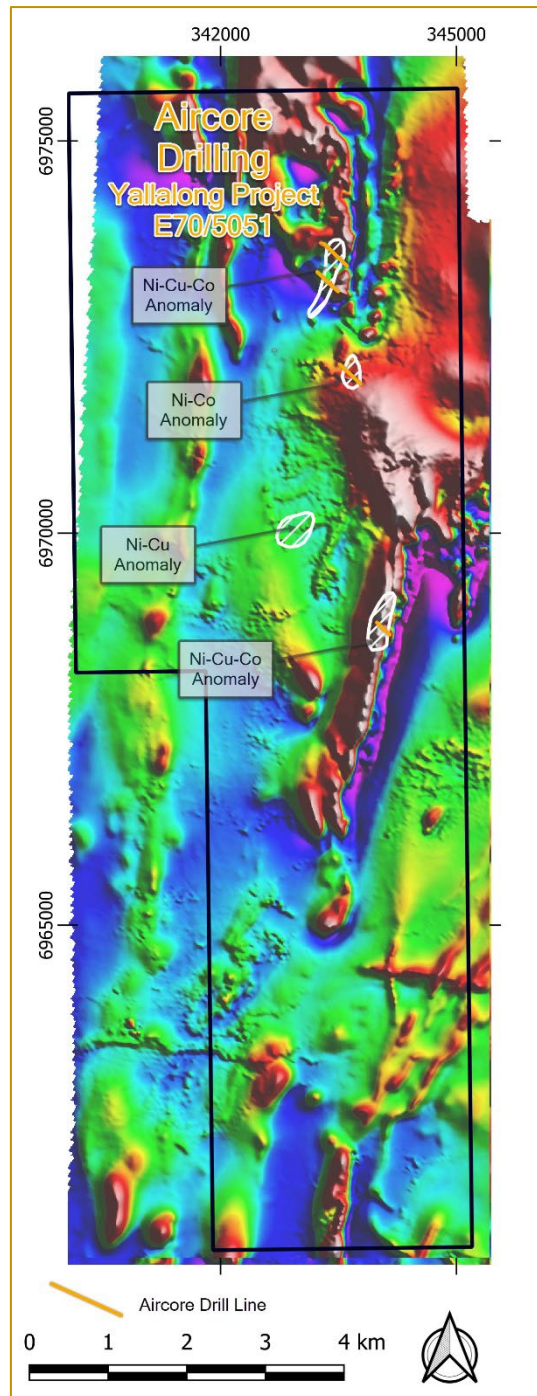 342000
345000
6975000
Aircore
Drilling
Yallalong Project
E70/5051
Ni-Cu-Co
Anomaly
Ni-Co
Anomaly
6970000
Ni-Cu
Anomaly
Ni-Cu-Co
Anomaly
6965000
Aircore Drill Line
0 1 2 3 4 km